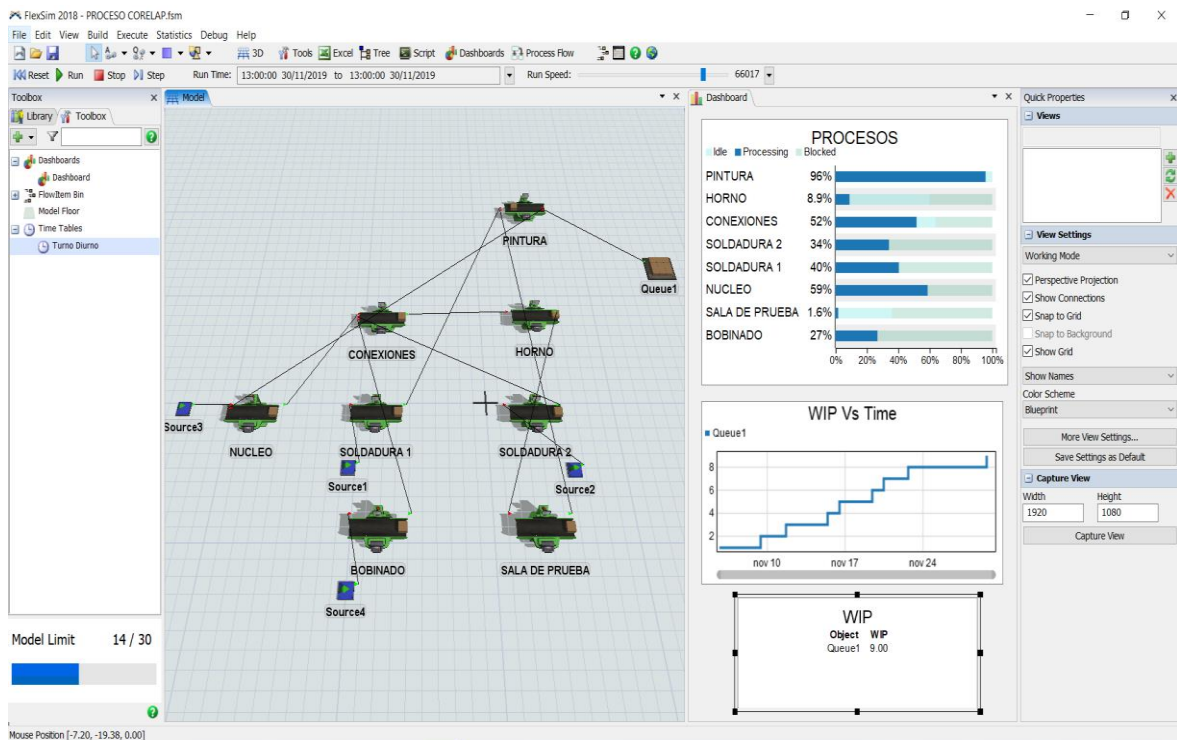 FlexSim 2018 - PROCESO CORELAP.fsm
File Edit View Build Execute Statistics Debug Help
3D Tools Excel Tree Script Dashboards Process Flow
Reset Run Stop Step Run Time: 13:00:00 30/11/2019 to 13:00:00 30/11/2019 Run Speed: 66017
Toolbox
Library Toolbox
Dashboards
Dashboard
FlowItem Bin
Model Floor
Time Tables
Turno Diurno
Model Limit 14 / 30
Model
PINTURA
Queue1
CONEXIONES
HORNO
Source3
NUCLEO
SOLDADURA 1
SOLDADURA 2
Source1
Source2
BOBINADO
SALA DE PRUEBA
Source4
Dashboard
PROCESOS
Idle Processing Blocked
PINTURA 96%
HORNO 8.9%
CONEXIONES 52%
SOLDADURA 2 34%
SOLDADURA 1 40%
NUCLEO 59%
SALA DE PRUEBA 1.6%
BOBINADO 27%
0% 20% 40% 60% 80% 100%
WIP Vs Time
Queue1
8
6
4
2
nov 10 nov 17 nov 24
WIP
Object WIP
Queue1 9.00
Quick Properties
Views
View Settings
Working Mode
Perspective Projection
Show Connections
Snap to Grid
Snap to Background
Show Grid
Show Names
Color Scheme
Blueprint
More View Settings...
Save Settings as Default
Capture View
Width Height
1920 1080
Capture View
Mouse Position [-7.20, -19.38, 0.00]